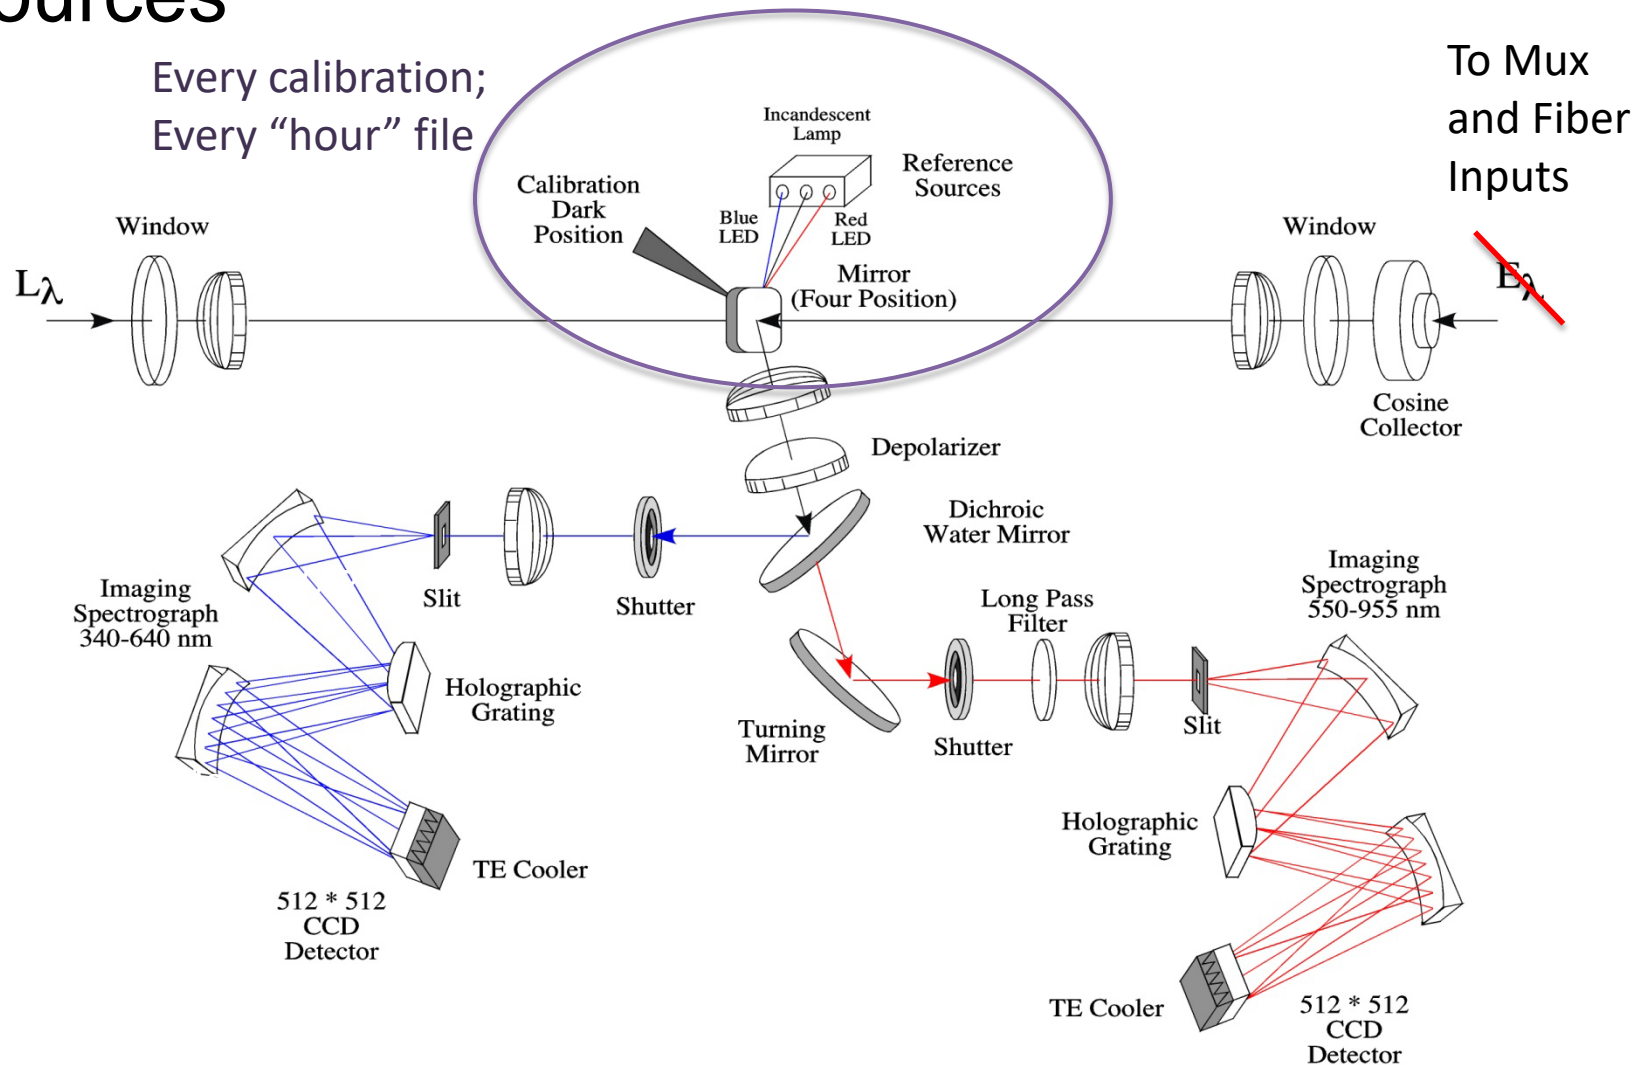 ources
Every calibration;
Every “hour” file
To Mux
and Fiber
Inputs
Incandescent
Lamp
Reference
Sources
Calibration
Dark
Position
Blue
LED
Red
LED
Mirror
(Four Position)
Window
Lλ
Window
Eλ
Cosine
Collector
Depolarizer
Dichroic
Water Mirror
Imaging
Spectrograph
340-640 nm
Slit
Shutter
Long Pass
Filter
Imaging
Spectrograph
550-955 nm
Holographic
Grating
Turning
Mirror
Shutter
Slit
Holographic
Grating
TE Cooler
512 * 512
CCD
Detector
TE Cooler
512 * 512
CCD
Detector